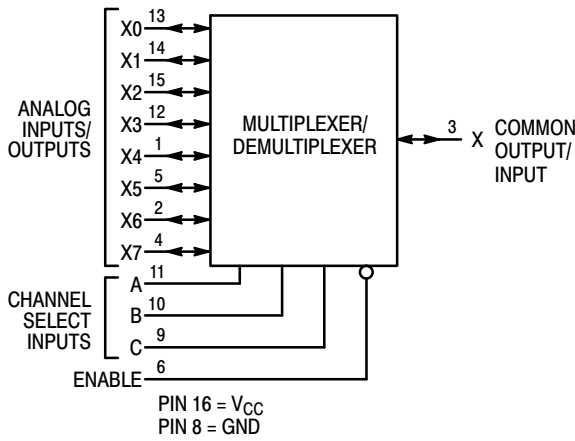 ANALOG
INPUTS/
OUTPUTS
X0 13
X1 14
X2 15
X3 12
X4 1
X5 5
X6 2
X7 4
MULTIPLEXER/
DEMULTIPLEXER
3 X COMMON
OUTPUT/
INPUT
CHANNEL
SELECT
INPUTS
A 11
B 10
C 9
ENABLE 6
PIN 16 = VCC
PIN 8 = GND